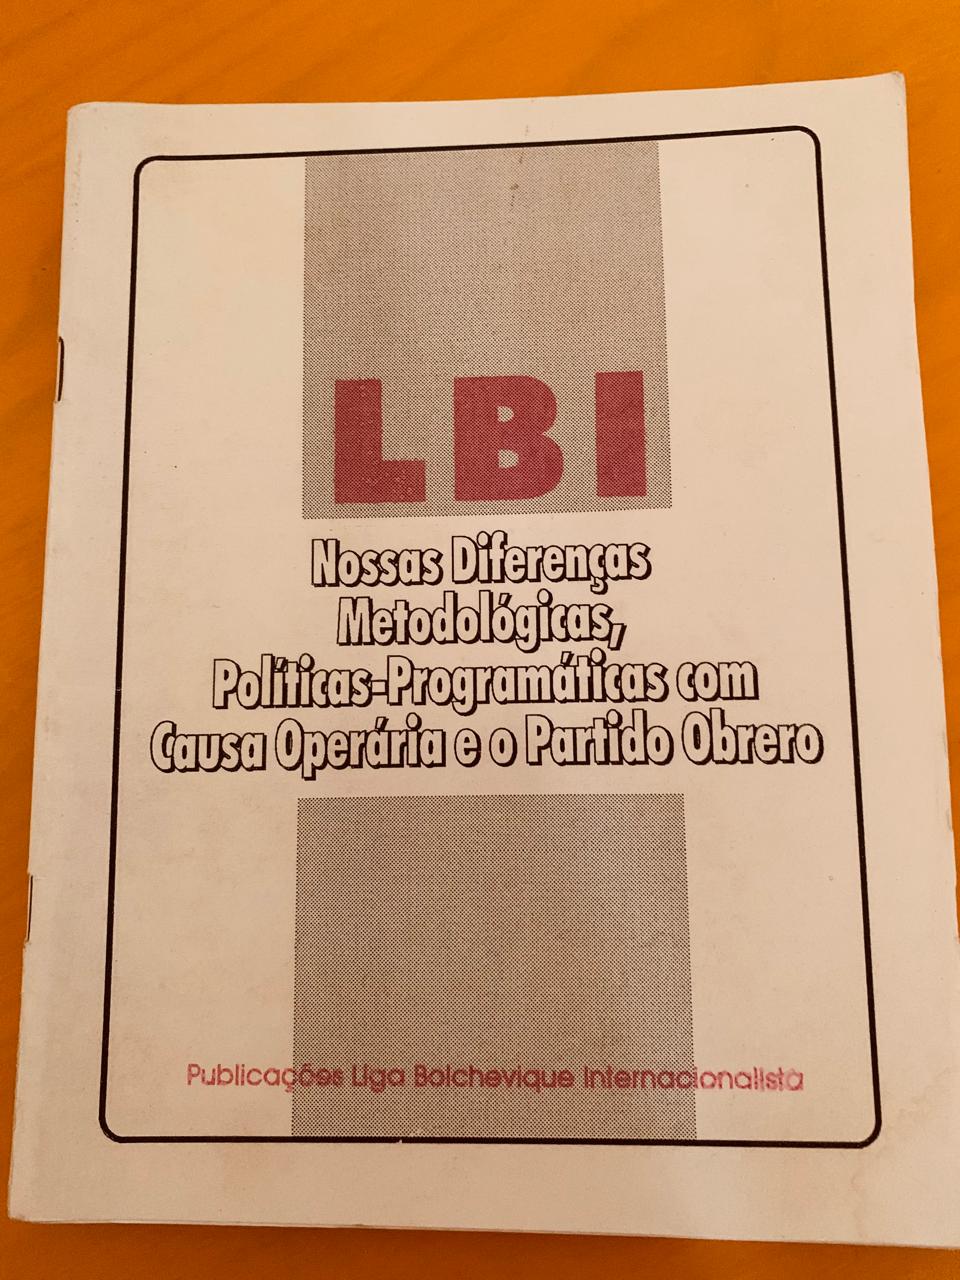 LBI
Nossas Diferenças
Metodológicas,
Políticas-Programáticas com
Causa Operária e o Partido Obrero
Publicações Liga Bolchevique Internacionalista